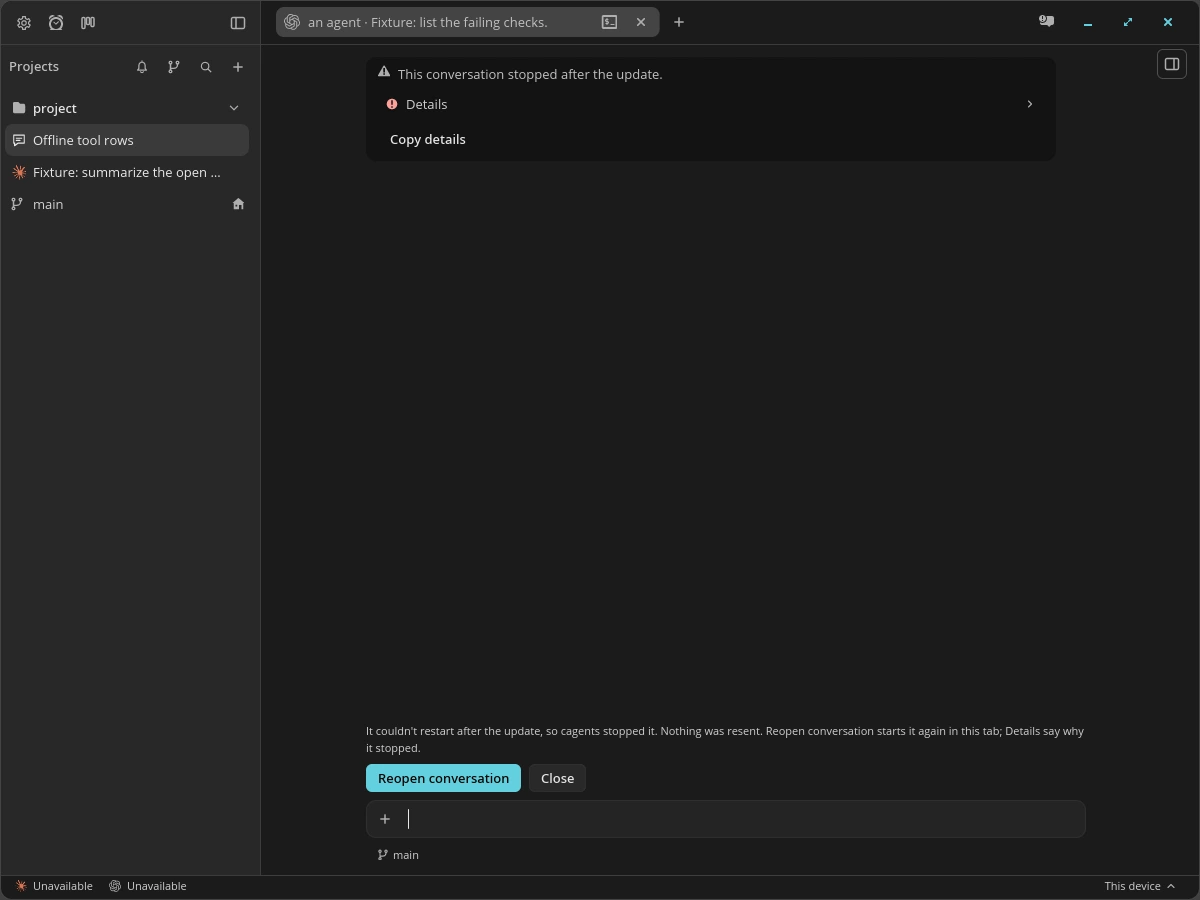 an agent · Fixture: list the failing checks.
Projects
project
Offline tool rows
Fixture: summarize the open ...
main
This conversation stopped after the update.
Details
Copy details
It couldn't restart after the update, so cagents stopped it. Nothing was resent. Reopen conversation starts it again in this tab; Details say why
it stopped.
Reopen conversation
Close
main
Unavailable
Unavailable
This device